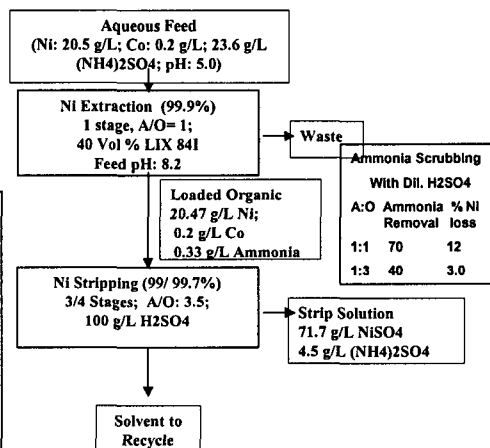 Aqueous Feed
(Ni: 20.5 g/L; Co: 0.2 g/L; 23.6 g/L
(NH4)2SO4; pH: 5.0)
Ni Extraction (99.9%)
1 stage, A/O= 1;
40 Vol % LIX 84I
Feed pH: 8.2
Waste
Ammonia Scrubbing
With Dil. H2SO4
A:O Ammonia % Ni
Removal loss
1:1 70 12
1:3 40 3.0
Loaded Organic
20.47 g/L Ni;
0.2 g/L Co
0.33 g/L Ammonia
Ni Stripping (99/ 99.7%)
3/4 Stages; A/O: 3.5;
100 g/L H2SO4
Strip Solution
71.7 g/L NiSO4
4.5 g/L (NH4)2SO4
Solvent to
Recycle